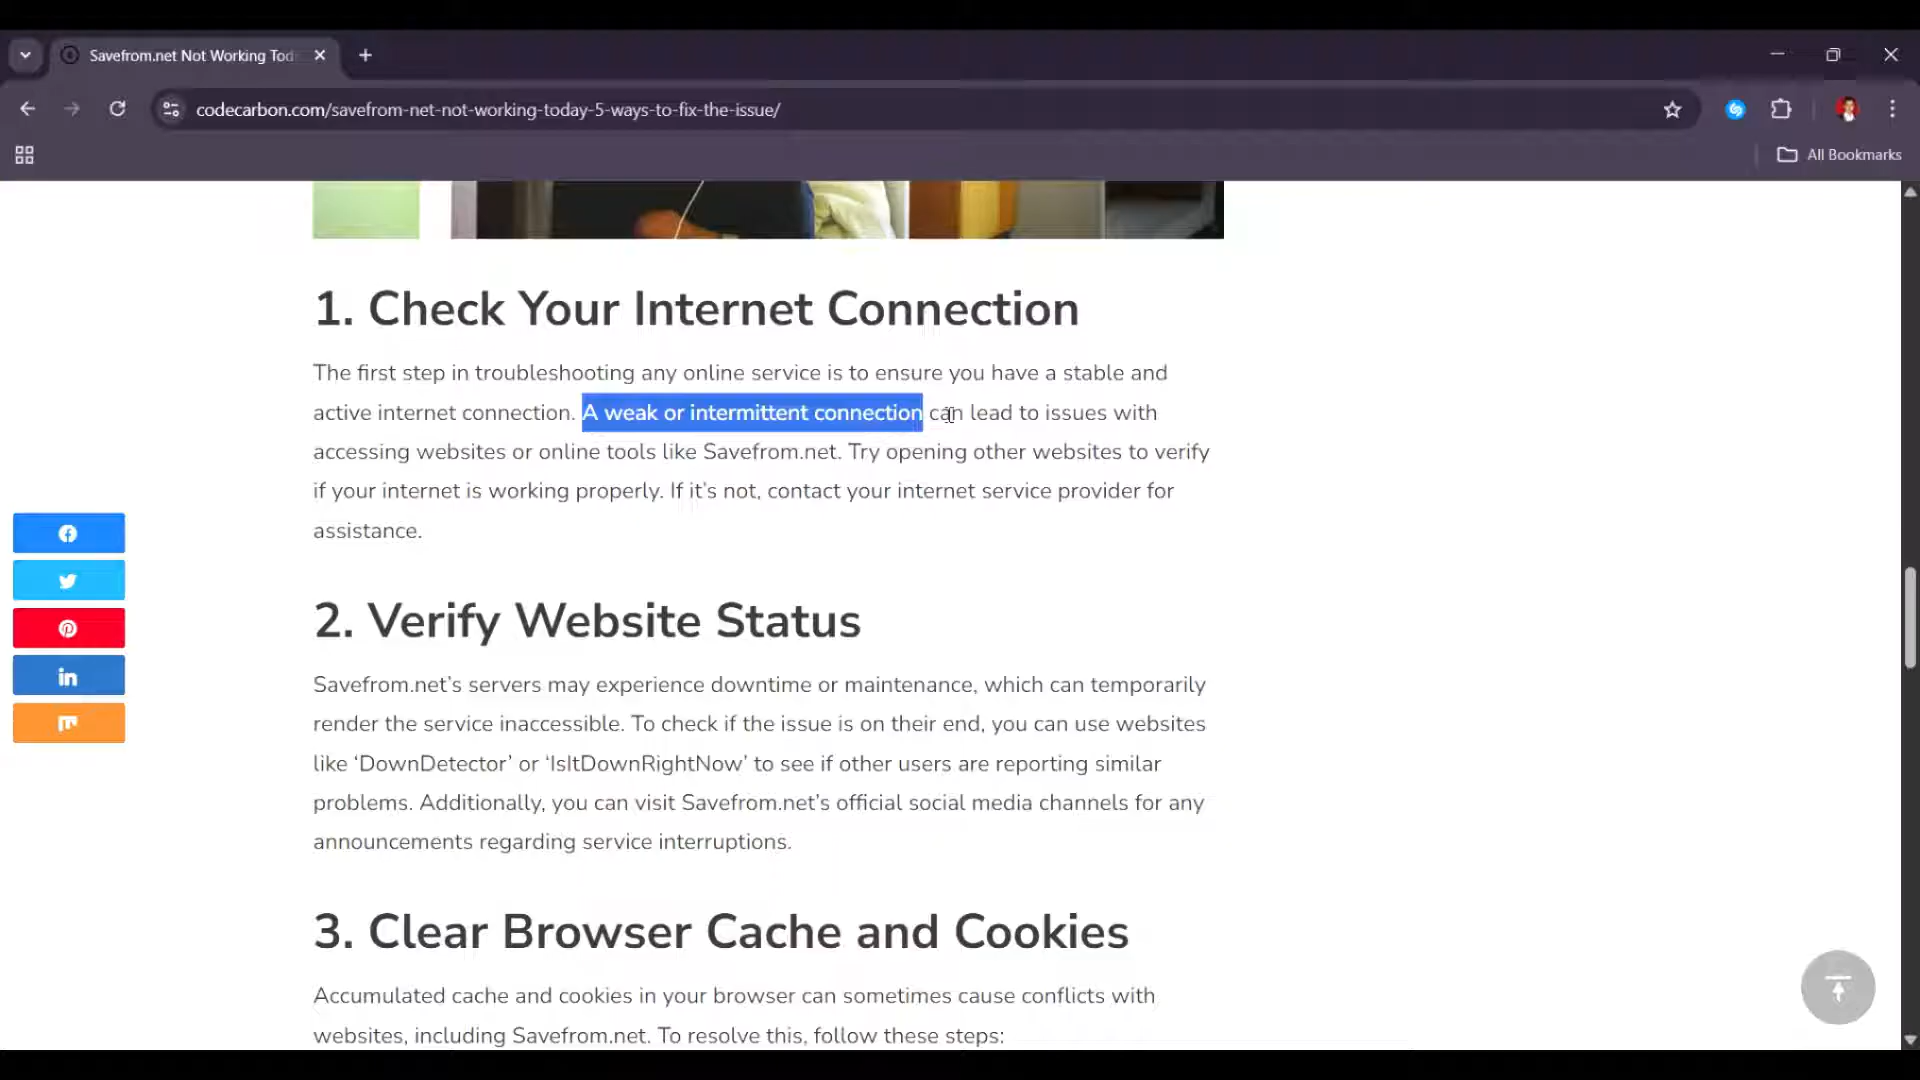 Savefrom.net Not Working Tod
codecarbon.com/savefrom-net-not-working-today-5-ways-to-fix-the-issue/
All Bookmarks
1. Check Your Internet Connection
The first step in troubleshooting any online service is to ensure you have a stable and
active internet connection. A weak or intermittent connection can lead to issues with
accessing websites or online tools like Savefrom.net. Try opening other websites to verify
if your internet is working properly. If it’s not, contact your internet service provider for
assistance.
2. Verify Website Status
Savefrom.net’s servers may experience downtime or maintenance, which can temporarily
render the service inaccessible. To check if the issue is on their end, you can use websites
like ‘DownDetector’ or ‘IsItDownRightNow’ to see if other users are reporting similar
problems. Additionally, you can visit Savefrom.net’s official social media channels for any
announcements regarding service interruptions.
3. Clear Browser Cache and Cookies
Accumulated cache and cookies in your browser can sometimes cause conflicts with
websites, including Savefrom.net. To resolve this, follow these steps: